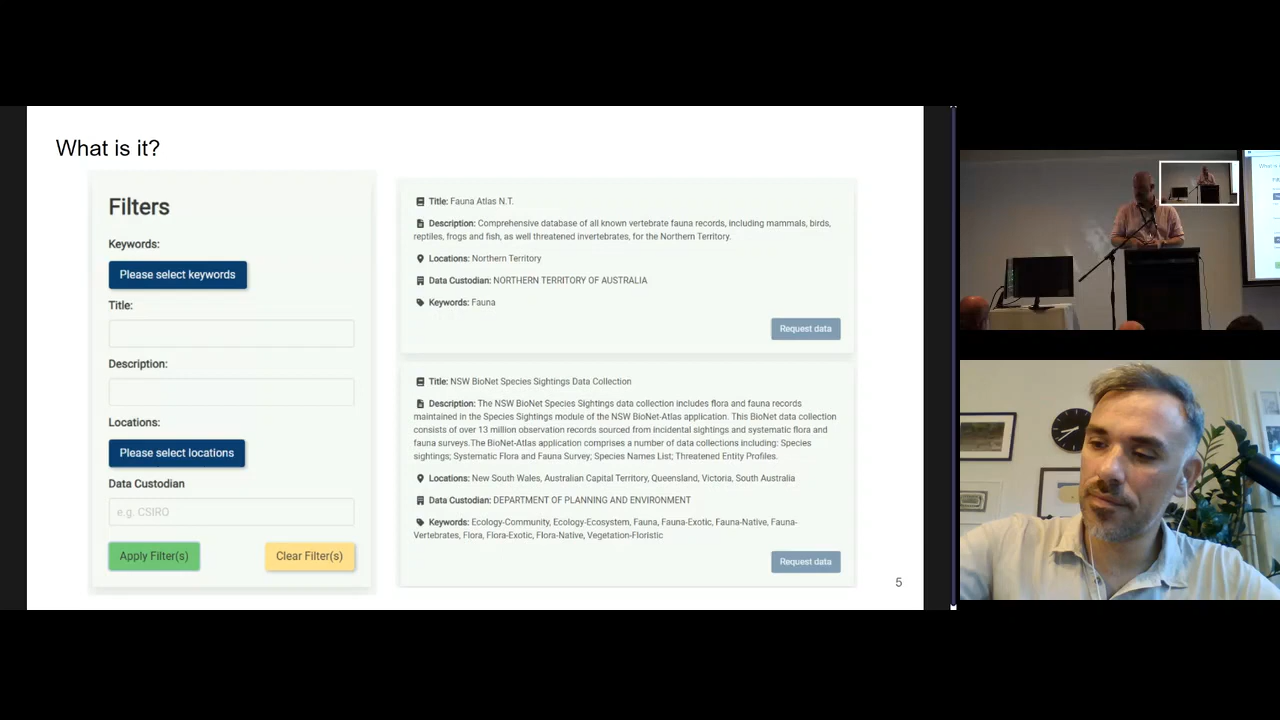 What is it?
Filters
Keywords:
Please select keywords
Title:
Description:
Locations:
Please select locations
Data Custodian
e.g. CSIRO
Apply Filter(s)
Clear Filter(s)
Title: Fauna Atlas N.T.
Description: Comprehensive database of all known vertebrate fauna records, including mammals, birds,
reptiles, frogs and fish, as well threatened invertebrates, for the Northern Territory.
Locations: Northern Territory
Data Custodian: NORTHERN TERRITORY OF AUSTRALIA
Keywords: Fauna
Request data
Title: NSW BioNet Species Sightings Data Collection
Description: The NSW BioNet Species Sightings data collection includes flora and fauna records
maintained in the Species Sightings module of the NSW BioNet-Atlas application. This BioNet data collection
consists of over 13 million observation records sourced from incidental sightings and systematic flora and
fauna surveys.The BioNet-Atlas application comprises a number of data collections including: Species
sightings; Systematic Flora and Fauna Survey; Species Names List; Threatened Entity Profiles.
Locations: New South Wales, Australian Capital Territory, Queensland, Victoria, South Australia
Data Custodian: DEPARTMENT OF PLANNING AND ENVIRONMENT
Keywords: Ecology-Community, Ecology-Ecosystem, Fauna, Fauna-Exotic, Fauna-Native, Fauna-
Vertebrates, Flora, Flora-Exotic, Flora-Native, Vegetation-Floristic
Request data
5
What is